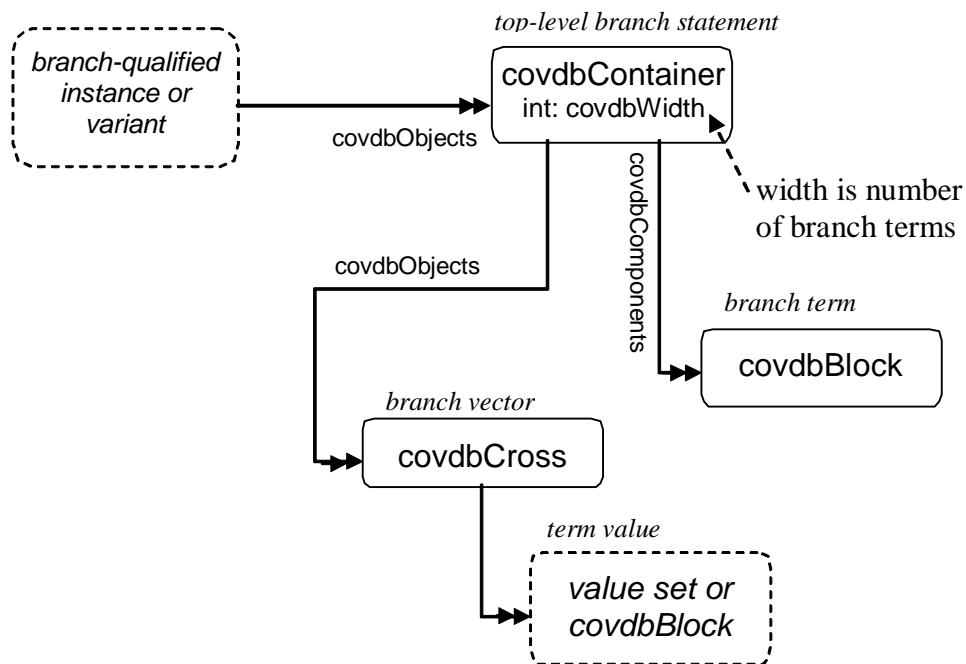 top-level branch statement
branch-qualified
instance or
variant
covdbContainer
int: covdbWidth
covdbObjects
covdbComponents
width is number
of branch terms
covdbObjects
branch term
covdbBlock
branch vector
covdbCross
term value
value set or
covdbBlock